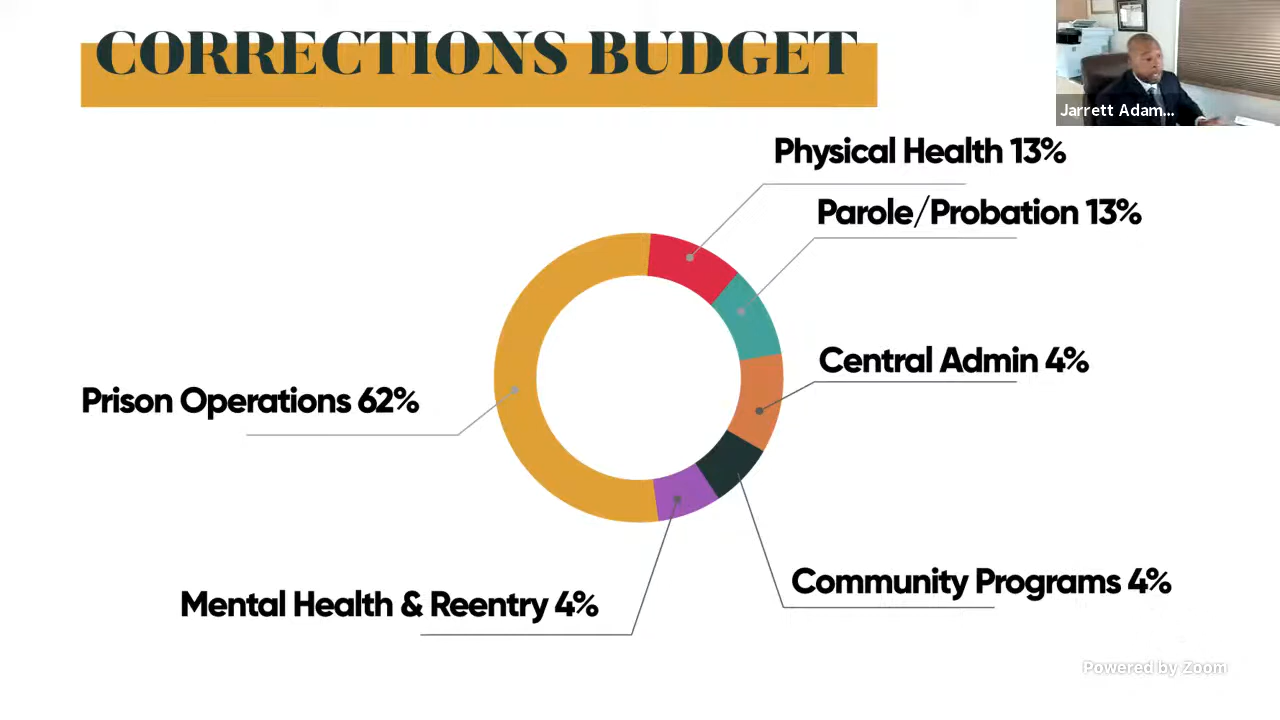 CORRECTIONS BUDGET
Jarrett Adam...
Physical Health 13%
Parole/Probation 13%
Central Admin 4%
Prison Operations 62%
Community Programs 4%
Mental Health & Reentry 4%
Powered by Zoom